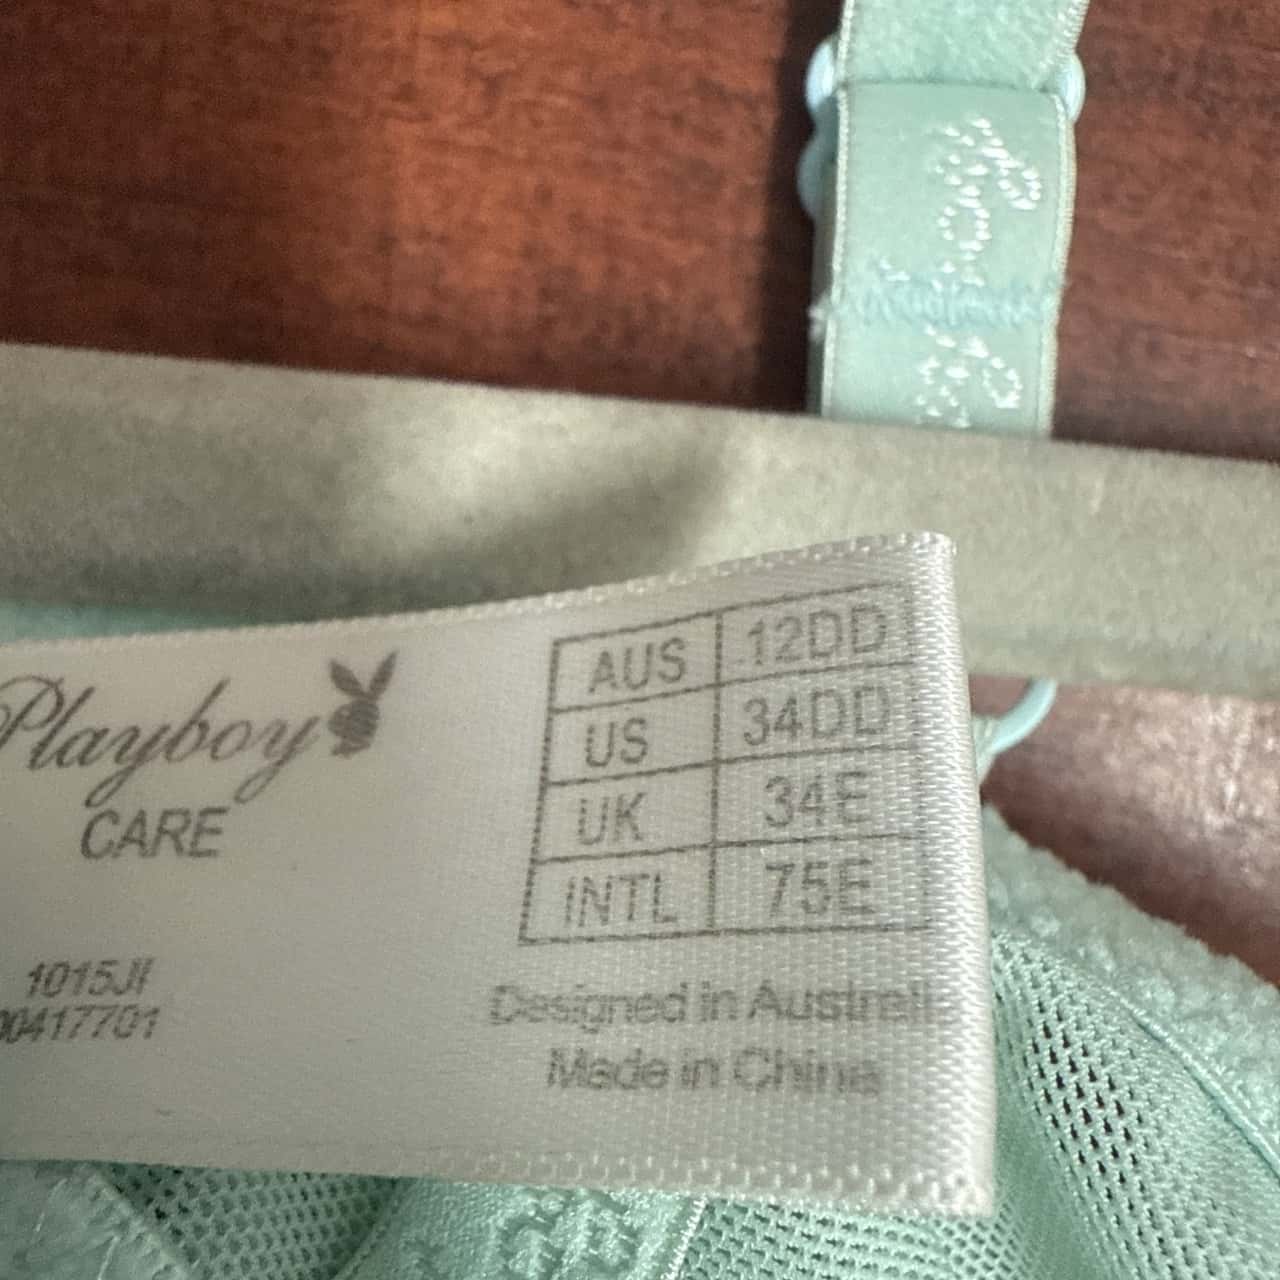 Playboy
CARE
1015JI
00417701
AUS 12DD
US 34DD
UK 34E
INTL 75E
Designed in Australi
Made in China